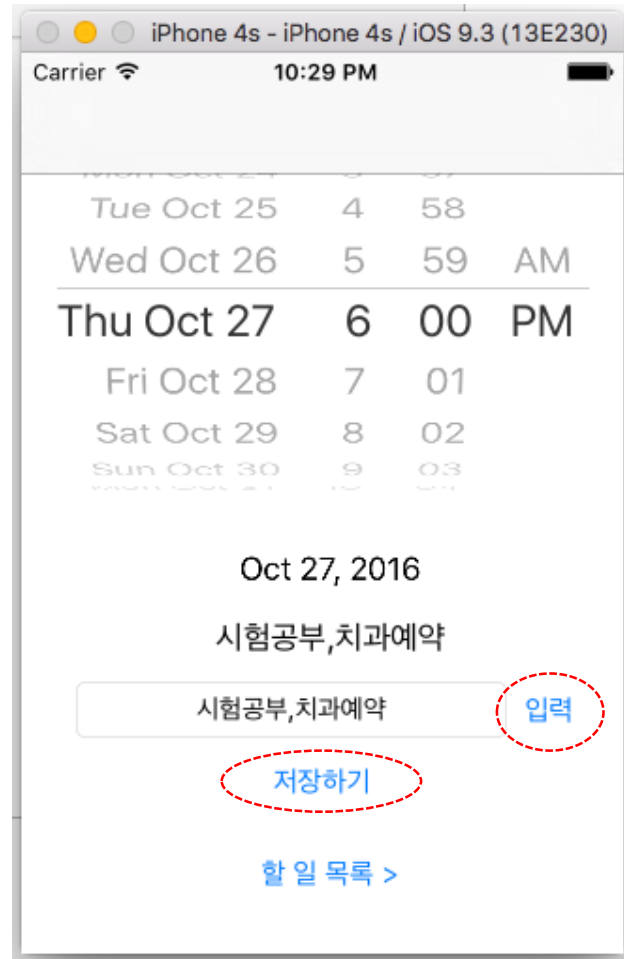 iPhone 4s - iPhone 4s / iOS 9.3 (13E230)
Carrier 10:29 PM
Tue Oct 25 4 58
Wed Oct 26 5 59 AM
Thu Oct 27 6 00 PM
Fri Oct 28 7 01
Sat Oct 29 8 02
Sun Oct 30 9 03
Oct 27, 2016
시험공부,치과예약
시험공부,치과예약 입력
저장하기
할 일 목록 >